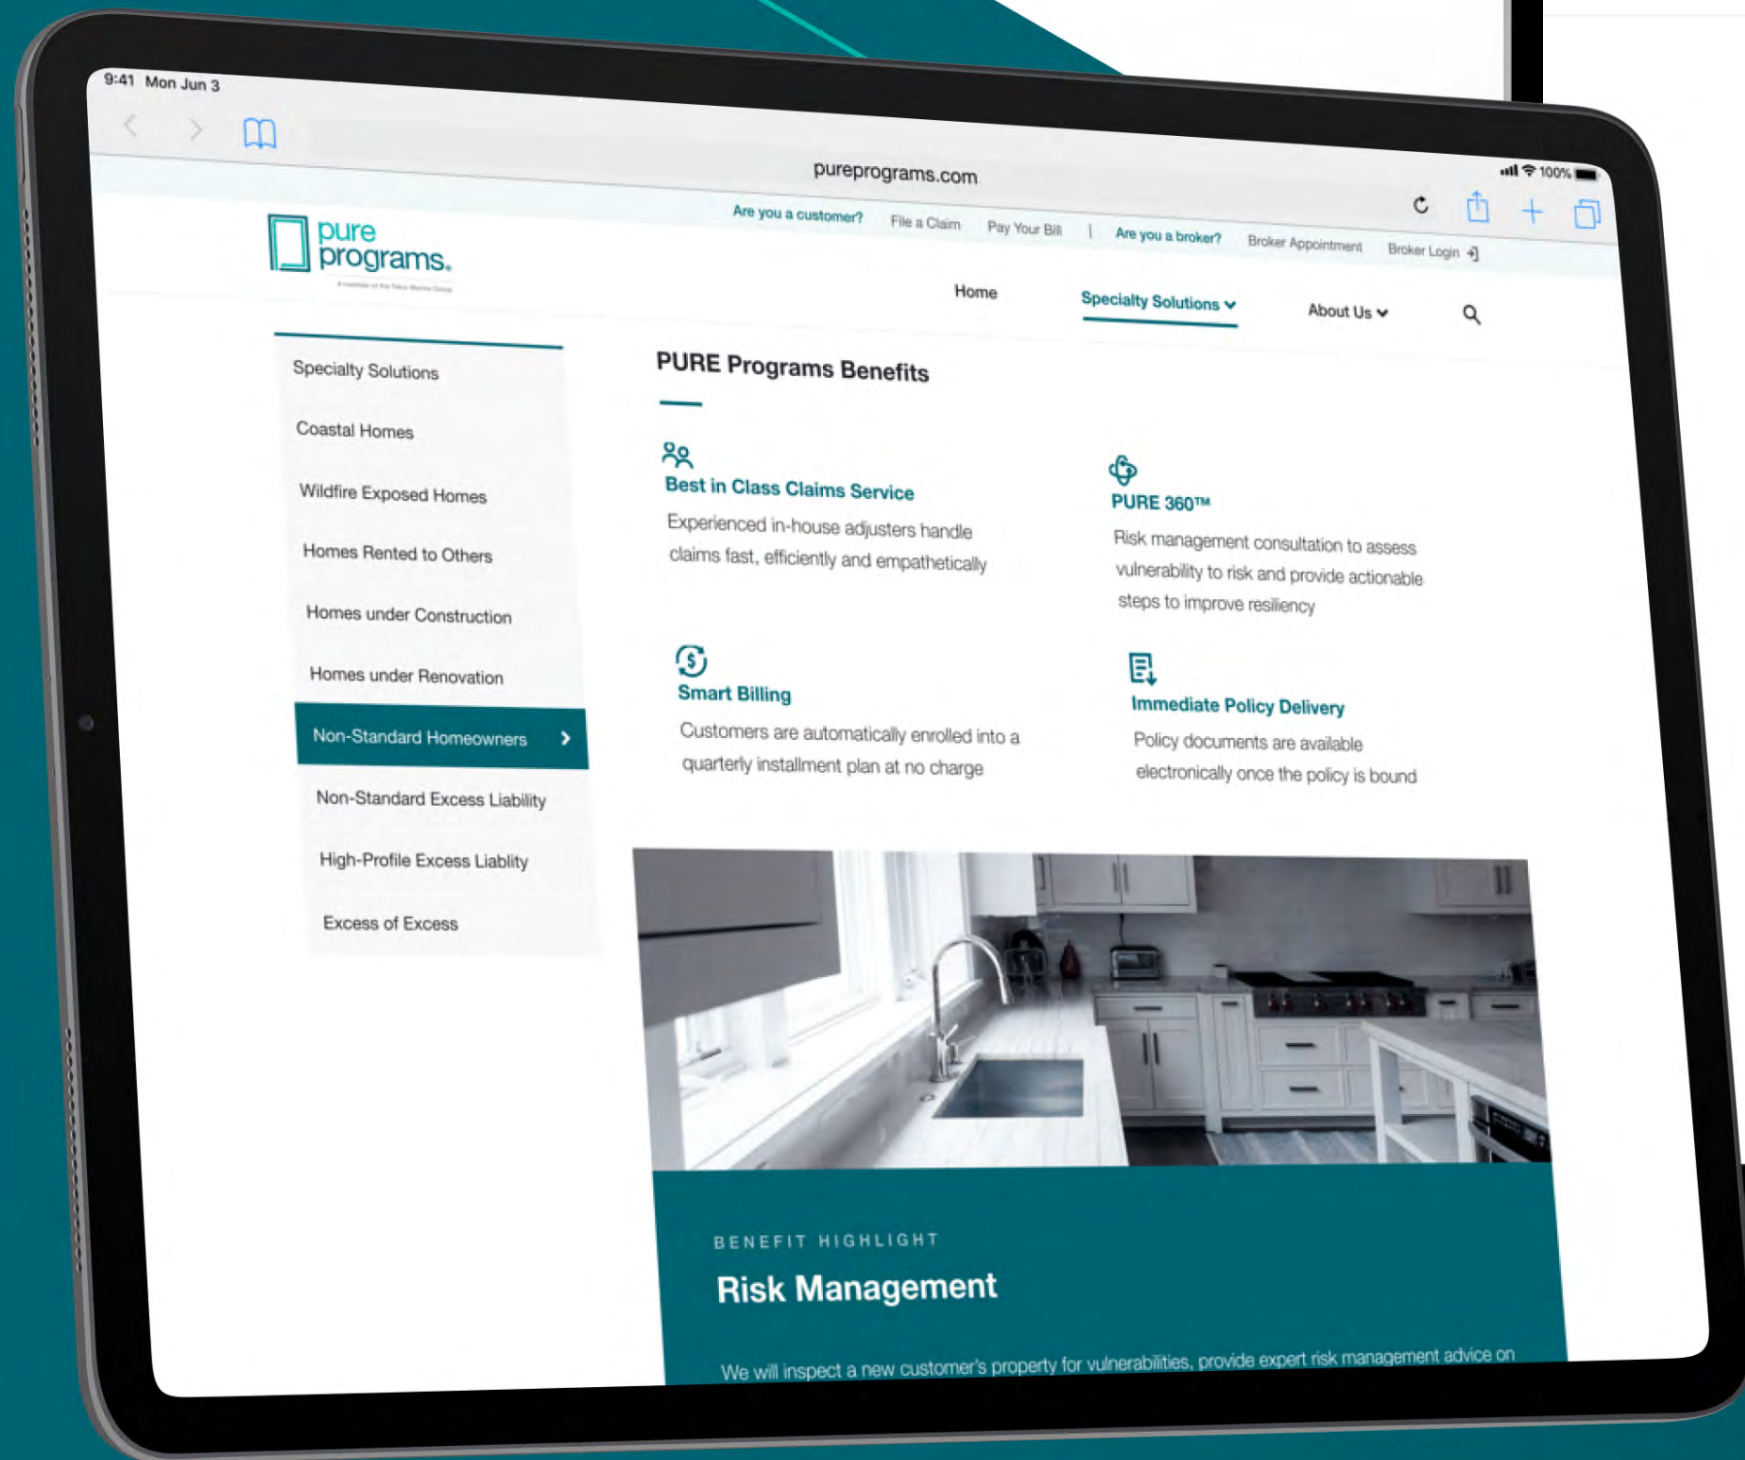 9:41 Mon Jun 3
100%
pureprograms.com
Are you a customer? File a Claim Pay Your Bill | Are you a broker? Broker Appointment Broker Login
pure
programs.
A member of the Tokio Marine Group
Home Specialty Solutions About Us
Specialty Solutions
Coastal Homes
Wildfire Exposed Homes
Homes Rented to Others
Homes under Construction
Homes under Renovation
Non-Standard Homeowners
Non-Standard Excess Liability
High-Profile Excess Liablity
Excess of Excess
PURE Programs Benefits
Best in Class Claims Service
Experienced in-house adjusters handle
claims fast, efficiently and empathetically
PURE 360™
Risk management consultation to assess
vulnerability to risk and provide actionable
steps to improve resiliency
Smart Billing
Customers are automatically enrolled into a
quarterly installment plan at no charge
Immediate Policy Delivery
Policy documents are available
electronically once the policy is bound
BENEFIT HIGHLIGHT
Risk Management
We will inspect a new customer's property for vulnerabilities, provide expert risk management advice on